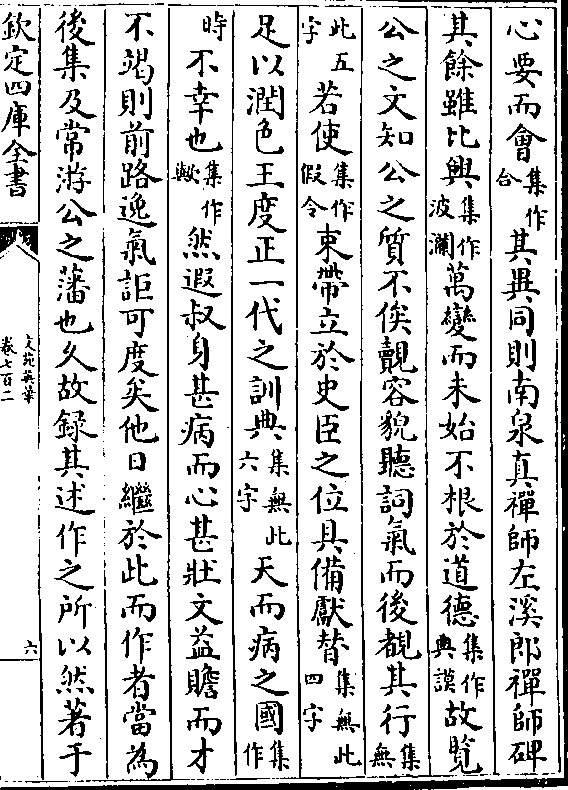 心要而會集作合其異同則南泉真禪師左溪郎禪師碑
其餘雖比興集作波瀾萬變而未始不根於道德集作典謨故覽
公之文知公之質不俟覿容貌聽詞氣而後覩其行集無
此五字若使集作假令束帶立於史臣之位具備獻替集無此四字
足以潤色王度正一代之訓典集無此六字天而病之國集作
時不幸也集作歟然遐叔身甚病而心甚壯文益贍而才
不竭則前路逸氣詎可度矣他日繼於此而作者當為
後集及常游公之藩也久故録其述作之所以然著于
欽定四庫全書
文苑英華
卷七百二
六